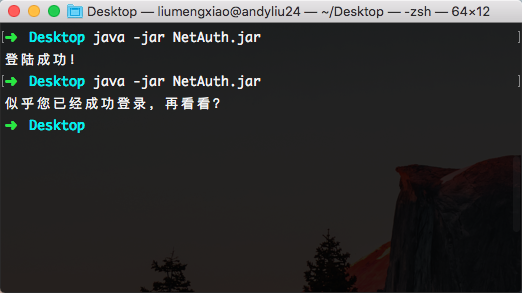 Desktop — liumengxiao@andyliu24 — ~/Desktop — -zsh — 64×12
[➜ Desktop java -jar NetAuth.jar ]
登陆成功！
[➜ Desktop java -jar NetAuth.jar ]
似乎您已经成功登录，再看看？
➜ Desktop